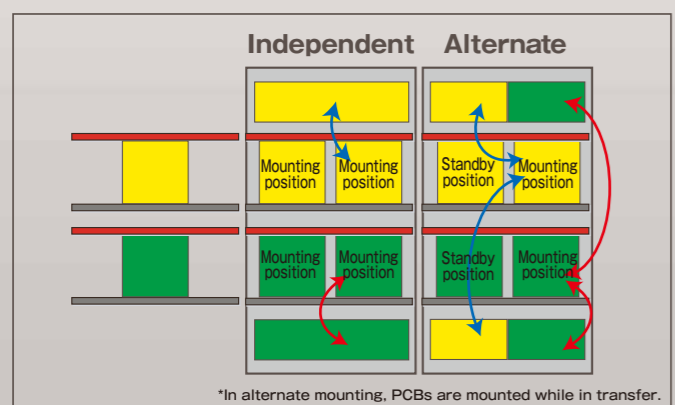 Independent Alternate
Mounting position Mounting position Standby position Mounting position
Mounting position Mounting position Standby position Mounting position
*In alternate mounting, PCBs are mounted while in transfer.